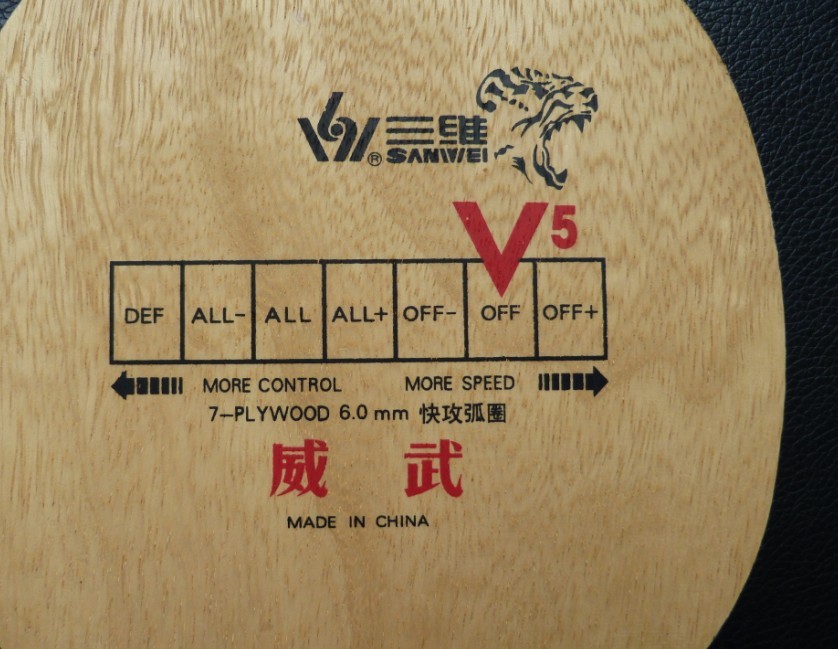 三维
® SANWEI
V5
DEF ALL- ALL ALL+ OFF- OFF OFF+
MORE CONTROL MORE SPEED
7-PLYWOOD 6.0 mm 快攻弧圈
威武
MADE IN CHINA